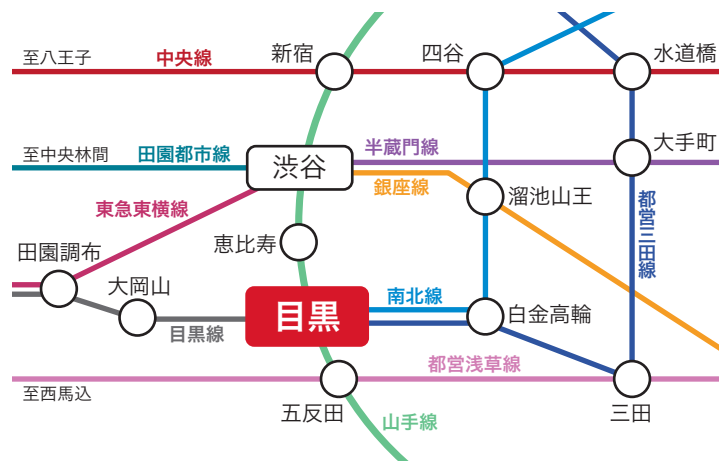 至八王子
中央線
新宿
四谷
水道橋
至中央林間
田園都市線
渋谷
半蔵門線
銀座線
大手町
東急東横線
溜池山王
都営三田線
恵比寿
田園調布
大岡山
目黒線
目黒
南北線
白金高輪
都営浅草線
至西馬込
五反田
山手線
三田